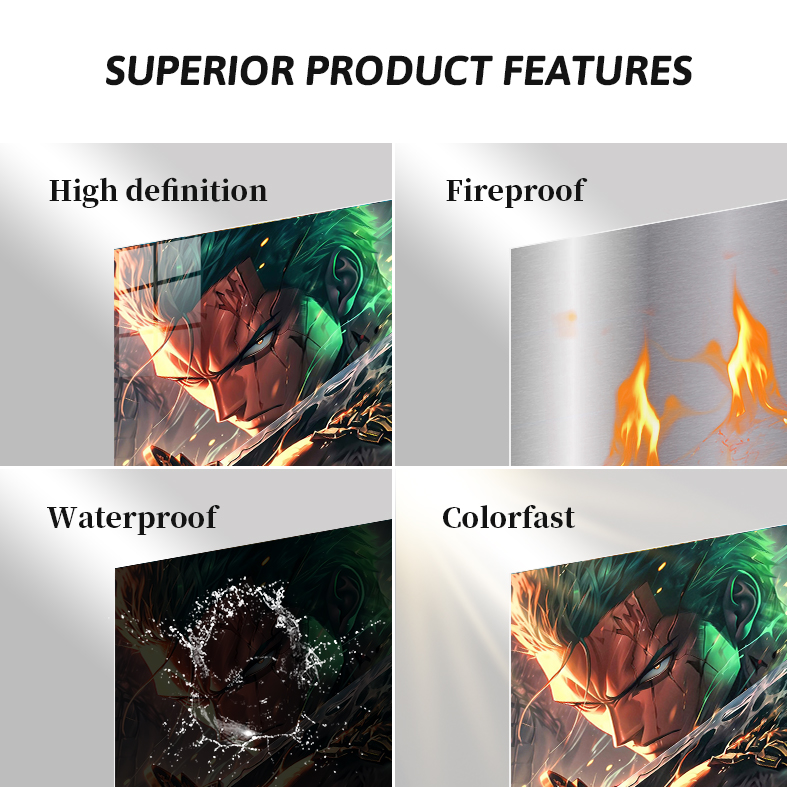 SUPERIOR PRODUCT FEATURES
High definition
Fireproof
Waterproof
Colorfast